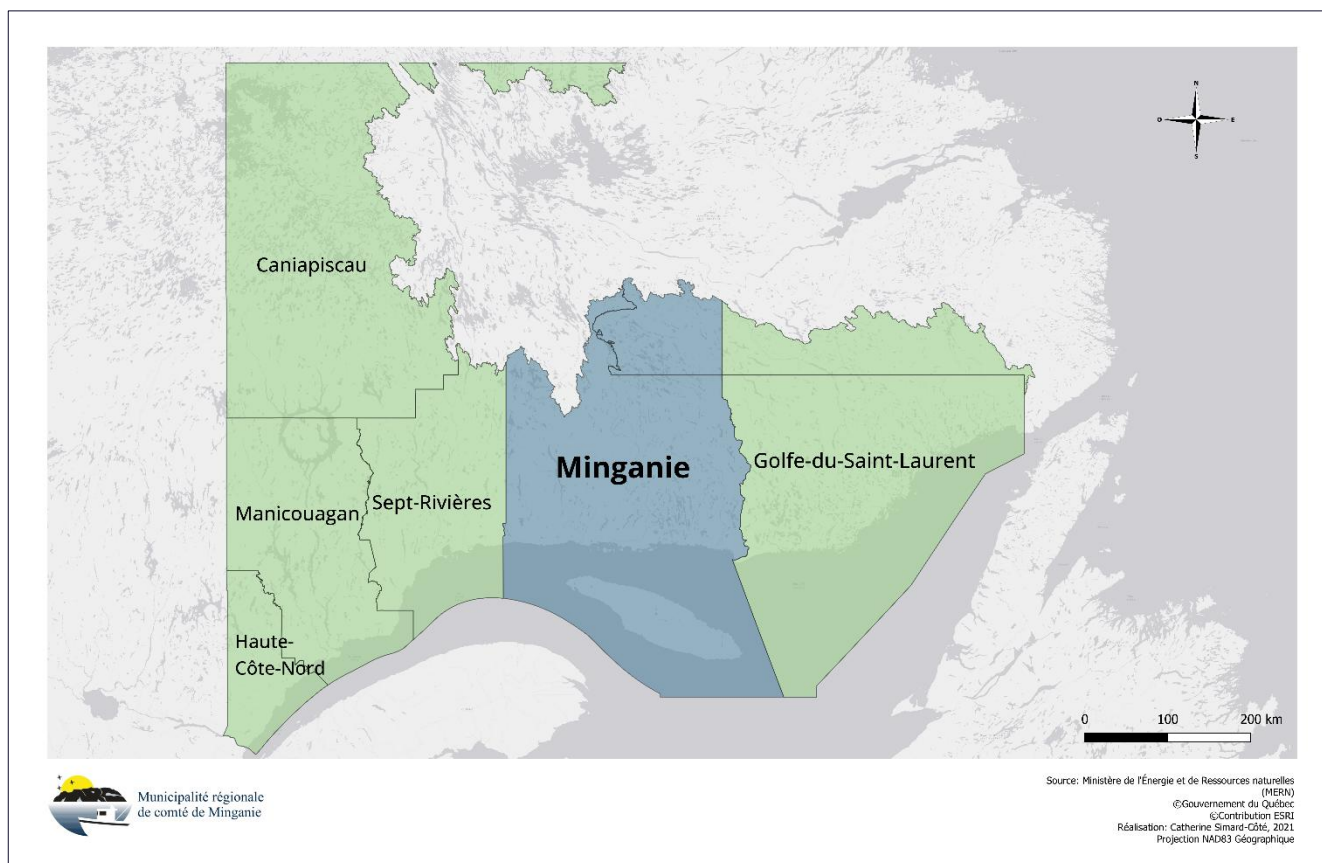 N
O E
S
Caniapiscau
Minganie
Golfe-du-Saint-Laurent
Sept-Rivières
Manicouagan
Haute-
Côte-Nord
0 100 200 km
Municipalité régionale
de comté de Minganie
Source: Ministère de l'Énergie et de Ressources naturelles
(MERN)
©Gouvernement du Québec
©Contribution ESRI
Réalisation: Catherine Simard-Côté, 2021
Projection NAD83 Géographique